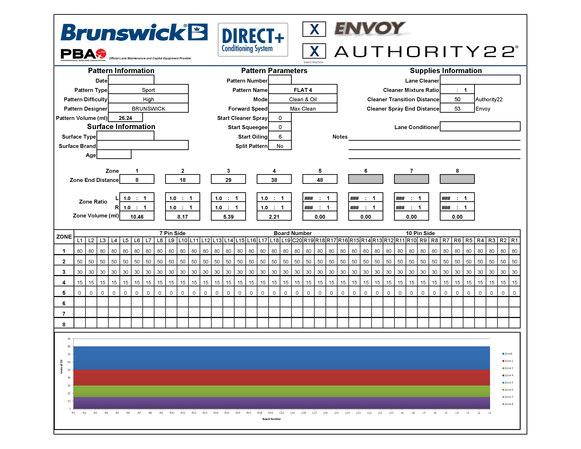 Brunswick
PBA
Official Lane Maintenance and Capital Equipment Provider
DIRECT+
Conditioning System
X ENVOY
X AUTHORITY22
Pattern Information Pattern Parameters Supplies Information
Date Pattern Number Lane Cleaner
Pattern Type Sport Pattern Name FLAT 4 Cleaner Mixture Ratio : 1
Pattern Difficulty High Mode Clean & Oil Cleaner Transition Distance 50 Authority22
Pattern Designer BRUNSWICK Forward Speed Max Clean Cleaner Spray End Distance 53 Envoy
Pattern Volume (ml) 26.24 Start Cleaner Spray 0
Surface Information Start Squeegee 0 Lane Conditioner
Surface Type Start Oiling 6 Notes
Surface Brand Split Pattern No
Age
Zone 1 2 3 4 5 6 7 8
Zone End Distance 8 18 29 38 48
Zone Ratio L 1.0 : 1 1.0 : 1 1.0 : 1 1.0 : 1 1.0 : 1 ### : 1 ### : 1 ### : 1
R 1.0 : 1 1.0 : 1 1.0 : 1 1.0 : 1 1.0 : 1 ### : 1 ### : 1 ### : 1
Zone Volume (ml) 10.46 8.17 5.39 2.21 0.00 0.00 0.00 0.00
ZONE 7 Pin Side Board Number 10 Pin Side
L1 L2 L3 L4 L5 L6 L7 L8 L9 L10 L11 L12 L13 L14 L15 L16 L17 L18 L19 C20 R19 R18 R17 R16 R15 R14 R13 R12 R11 R10 R9 R8 R7 R6 R5 R4 R3 R2 R1
1 80 80 80 80 80 80 80 80 80 80 80 80 80 80 80 80 80 80 80 80 80 80 80 80 80 80 80 80 80 80 80 80 80 80 80 80 80 80 80
2 50 50 50 50 50 50 50 50 50 50 50 50 50 50 50 50 50 50 50 50 50 50 50 50 50 50 50 50 50 50 50 50 50 50 50 50 50 50 50
3 30 30 30 30 30 30 30 30 30 30 30 30 30 30 30 30 30 30 30 30 30 30 30 30 30 30 30 30 30 30 30 30 30 30 30 30 30 30 30
4 15 15 15 15 15 15 15 15 15 15 15 15 15 15 15 15 15 15 15 15 15 15 15 15 15 15 15 15 15 15 15 15 15 15 15 15 15 15 15
5 0 0 0 0 0 0 0 0 0 0 0 0 0 0 0 0 0 0 0 0 0 0 0 0 0 0 0 0 0 0 0 0 0 0 0 0 0 0 0
6
7
8
Board Number